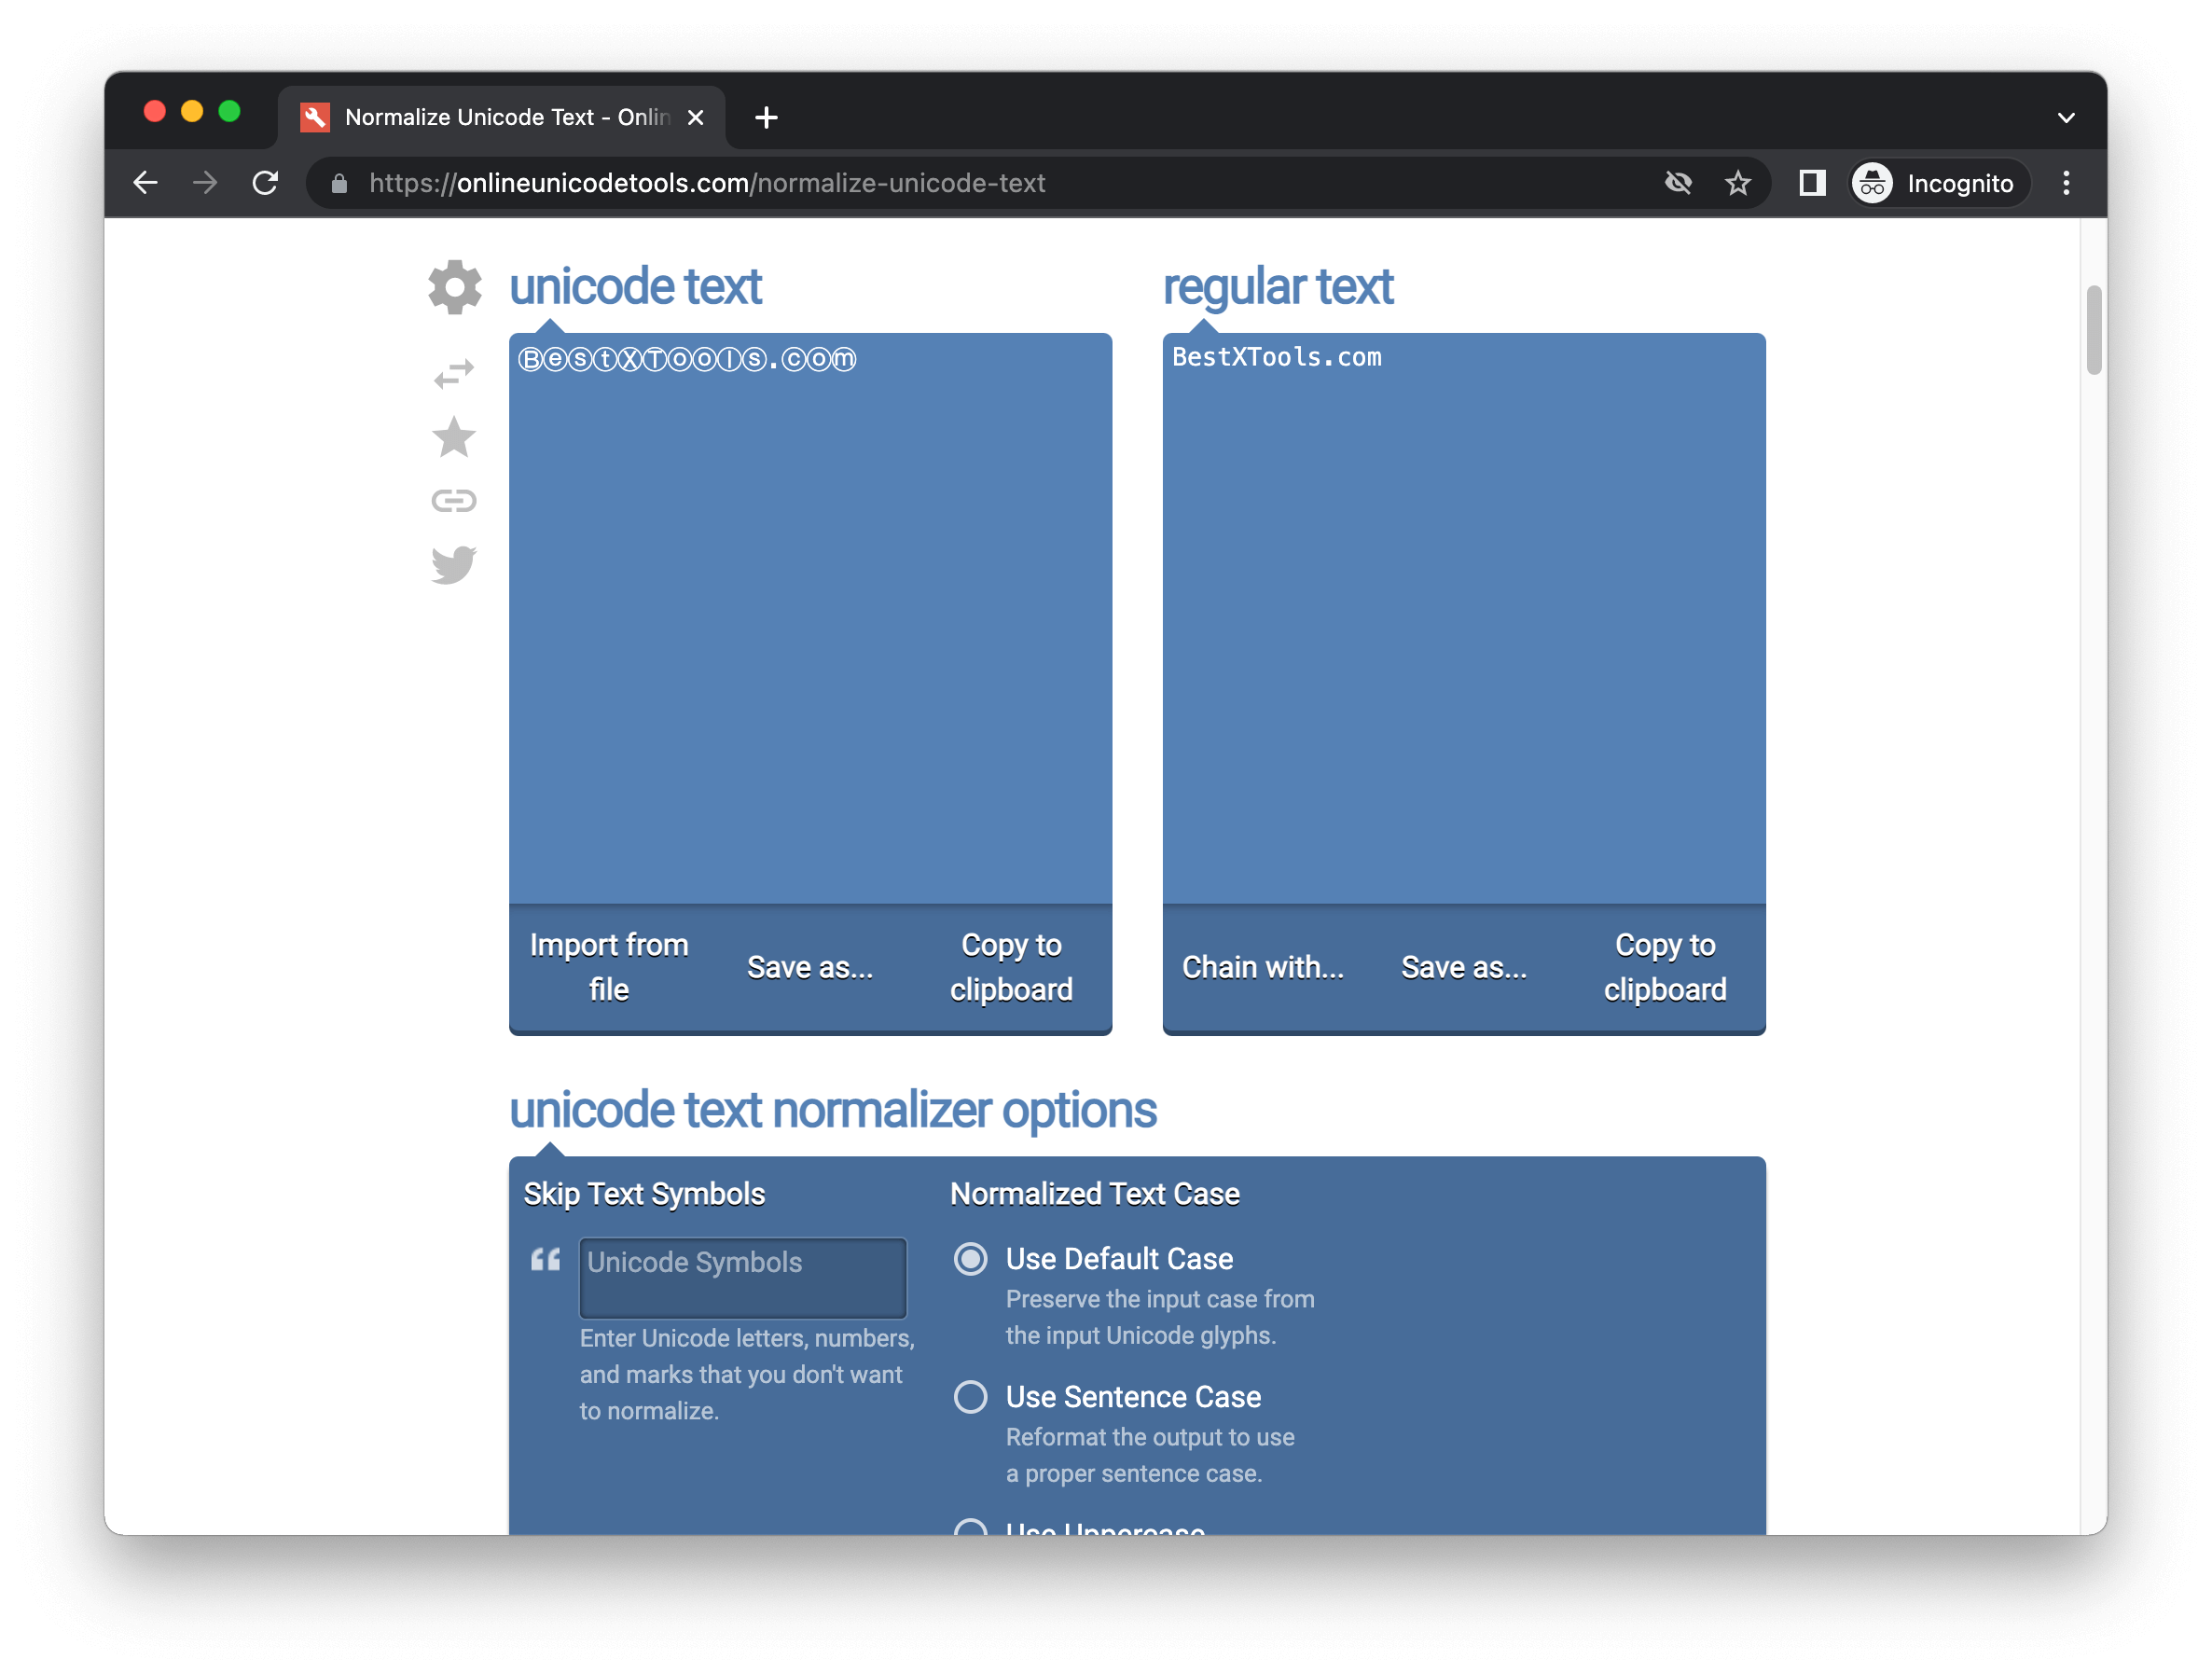 Normalize Unicode Text - Onlin
https://onlineunicodetools.com/normalize-unicode-text
Incognito
unicode text
regular text
ⒷⓔⓢⓣⓍⓉⓞⓞⓛⓢ.ⓒⓞⓜ
BestXTools.com
Import from
file
Save as...
Copy to
clipboard
Chain with...
Save as...
Copy to
clipboard
unicode text normalizer options
Skip Text Symbols
Unicode Symbols
Enter Unicode letters, numbers,
and marks that you don't want
to normalize.
Normalized Text Case
Use Default Case
Preserve the input case from
the input Unicode glyphs.
Use Sentence Case
Reformat the output to use
a proper sentence case.
Use Uppercase